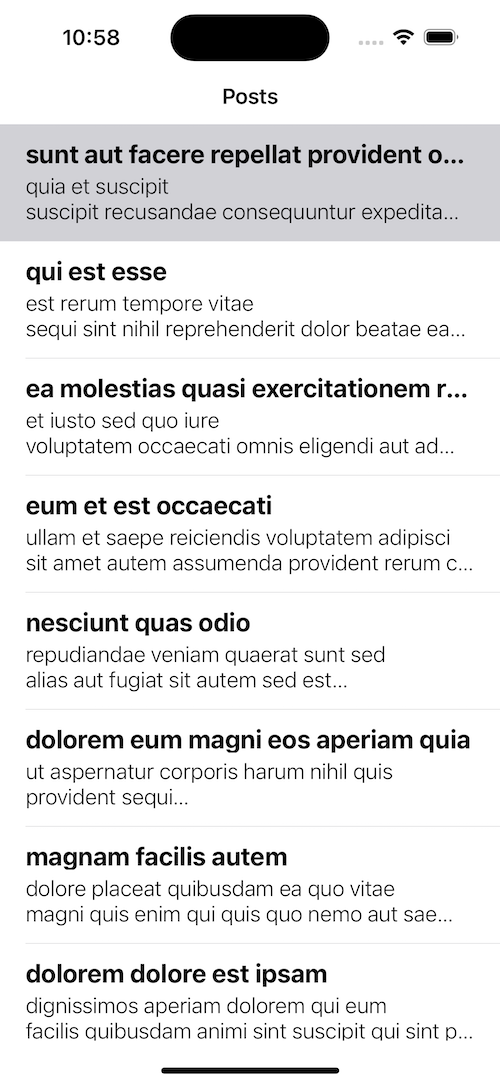 10:58
Posts
sunt aut facere repellat provident o...
quia et suscipit
suscipit recusandae consequuntur expedita...
qui est esse
est rerum tempore vitae
sequi sint nihil reprehenderit dolor beatae ea...
ea molestias quasi exercitationem r...
et iusto sed quo iure
voluptatem occaecati omnis eligendi aut ad...
eum et est occaecati
ullam et saepe reiciendis voluptatem adipisci
sit amet autem assumenda provident rerum c...
nesciunt quas odio
repudiandae veniam quaerat sunt sed
alias aut fugiat sit autem sed est...
dolorem eum magni eos aperiam quia
ut aspernatur corporis harum nihil quis
provident sequi...
magnam facilis autem
dolore placeat quibusdam ea quo vitae
magni quis enim qui quis quo nemo aut sae...
dolorem dolore est ipsam
dignissimos aperiam dolorem qui eum
facilis quibusdam animi sint suscipit qui sint p...